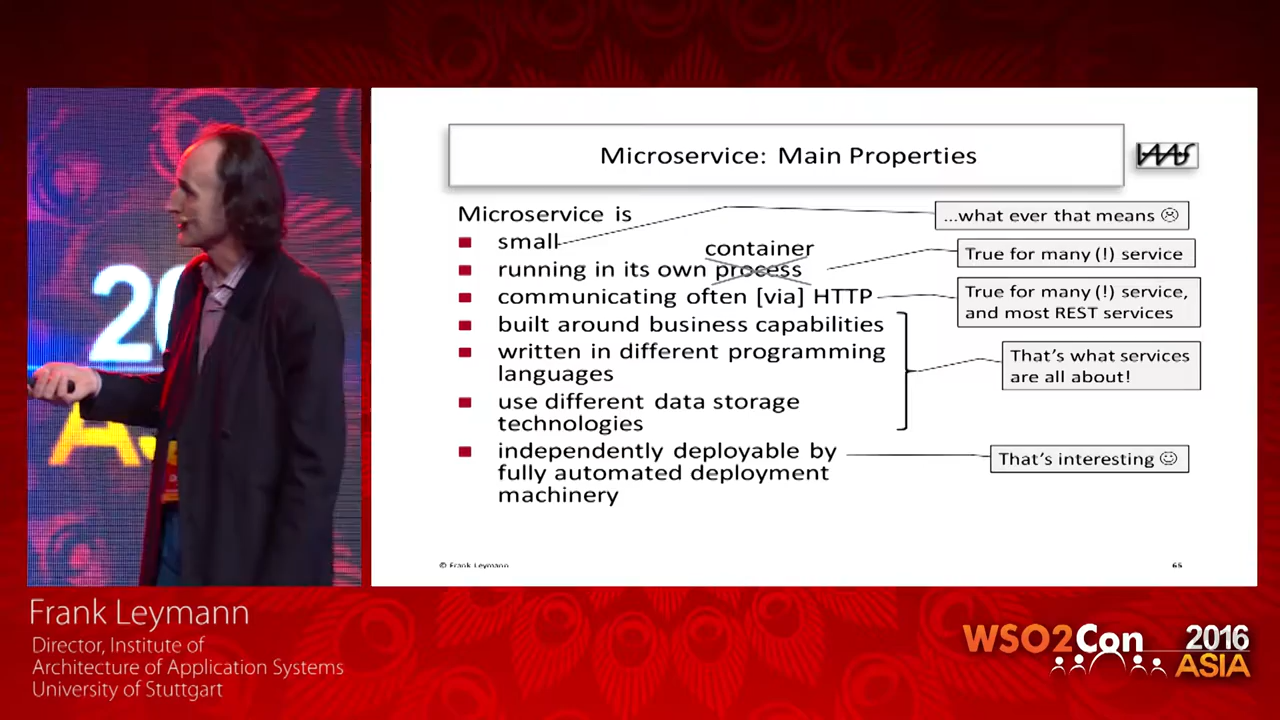 Microservice: Main Properties
IAAS
Microservice is
small
...what ever that means ☹
container
running in its own process
True for many (!) service
communicating often [via] HTTP
True for many (!) service,
and most REST services
built around business capabilities
written in different programming
languages
That's what services
are all about!
use different data storage
technologies
independently deployable by
fully automated deployment
machinery
That's interesting ☺
© Frank Leymann
65
20
AS
Frank Leymann
Director, Institute of
Architecture of Application Systems
University of Stuttgart
WSO2Con 2016
ASIA